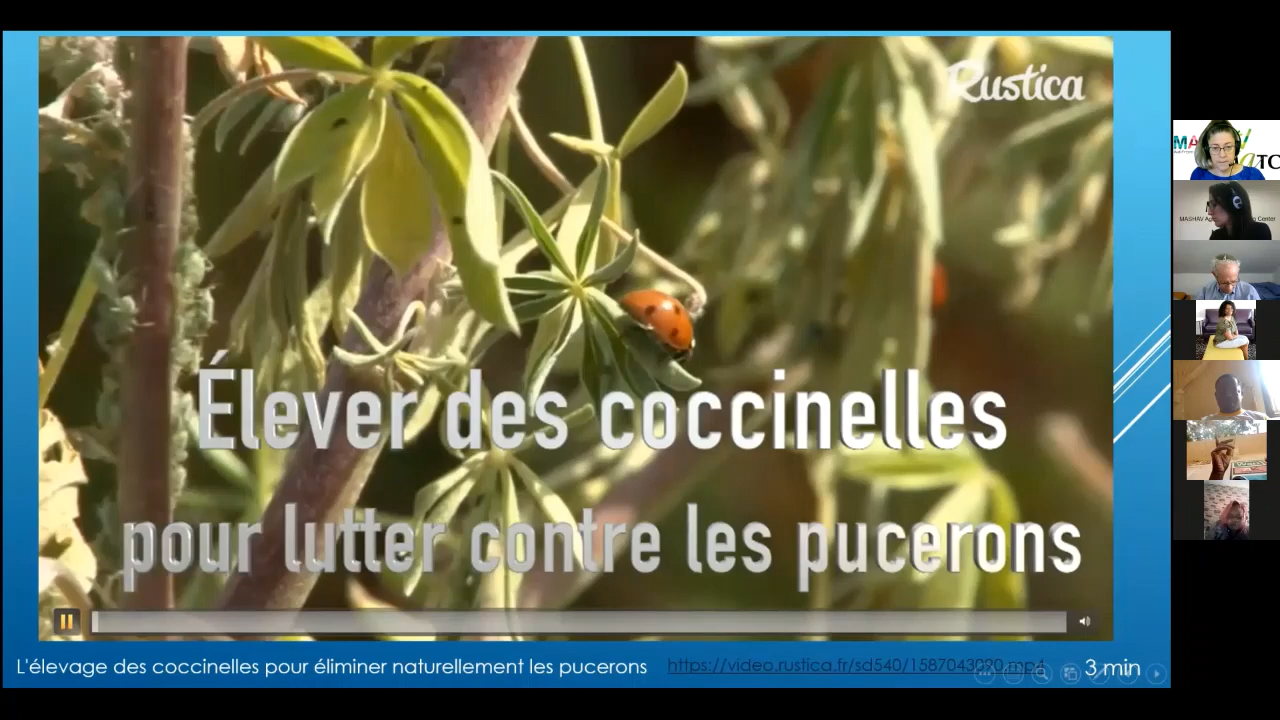 Rustica
Élever des coccinelles
pour lutter contre les pucerons
L'élevage des coccinelles pour éliminer naturellement les pucerons
https://video.rustica.fr/sd540/1587043090.mp4
3 min